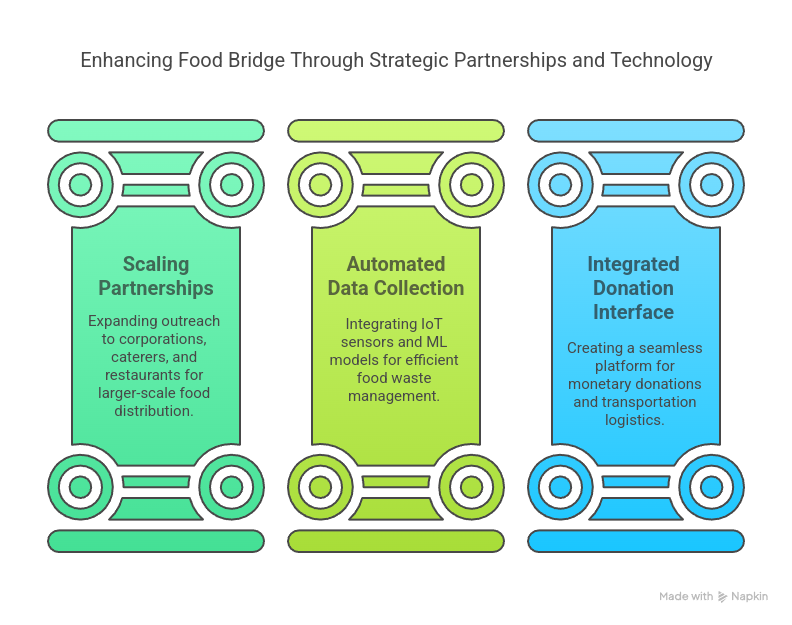 Enhancing Food Bridge Through Strategic Partnerships and Technology
Scaling
Partnerships
Expanding outreach
to corporations,
caterers, and
restaurants for
larger-scale food
distribution.
Automated
Data Collection
Integrating IoT
sensors and ML
models for efficient
food waste
management.
Integrated
Donation
Interface
Creating a seamless
platform for
monetary donations
and transportation
logistics.
Made with Napkin